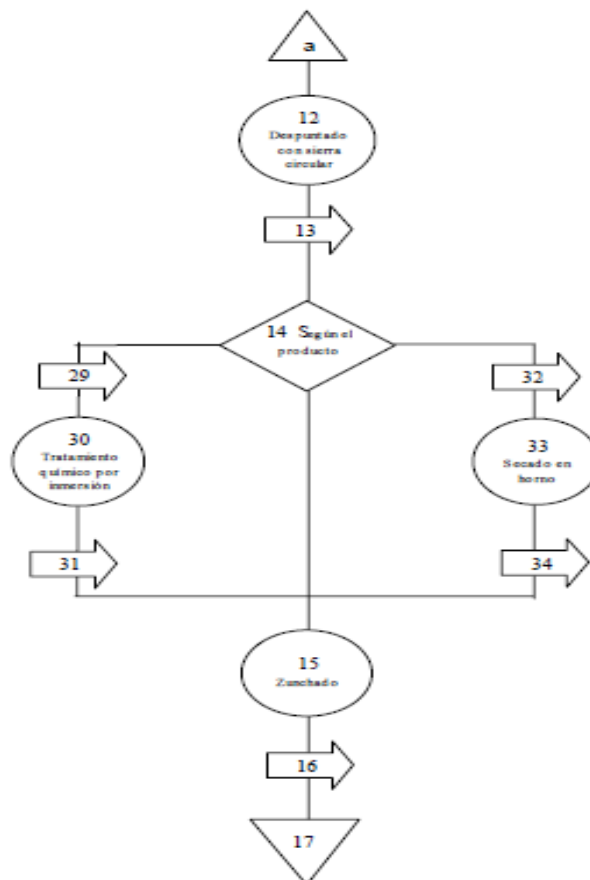 a
12
Despuntado
con sierra
circular
13
14 Según el
producto
29
32
30
Tratamiento
químico por
inmersión
33
Secado en
horno
31
34
15
Zunchado
16
17